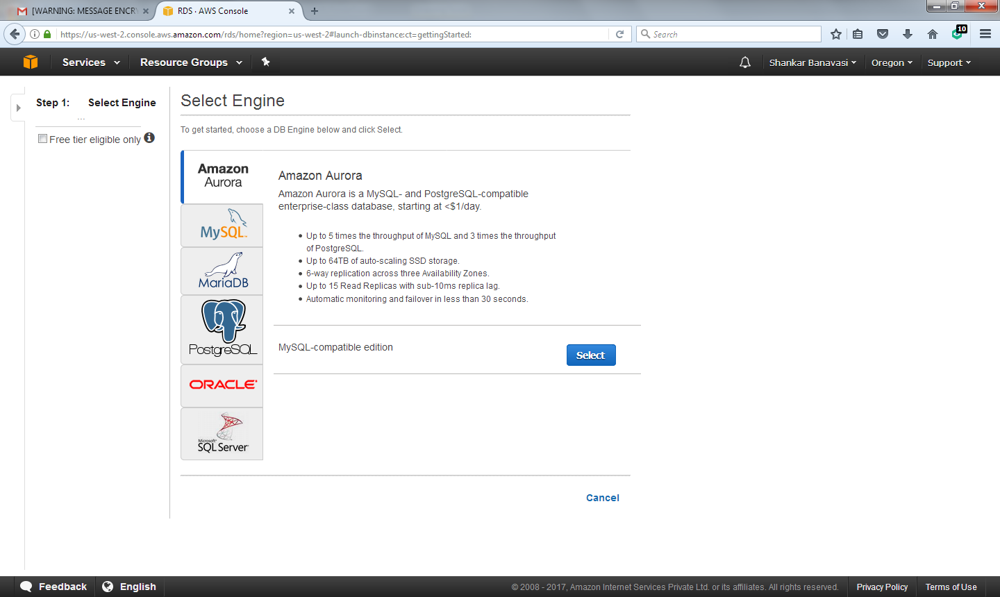 [WARNING: MESSAGE ENCRY
RDS · AWS Console
https://us-west-2.console.aws.amazon.com/rds/home?region=us-west-2#launch-dbinstance:ct=gettingStarted:
Search
10
Services
Resource Groups
Shankar Banavasi
Oregon
Support
Step 1: Select Engine
...
Free tier eligible only
Select Engine
To get started, choose a DB Engine below and click Select.
Amazon
Aurora
MySQL
MariaDB
PostgreSQL
ORACLE
Microsoft
SQL Server
Amazon Aurora
Amazon Aurora is a MySQL- and PostgreSQL-compatible
enterprise-class database, starting at <$1/day.
Up to 5 times the throughput of MySQL and 3 times the throughput
of PostgreSQL.
Up to 64TB of auto-scaling SSD storage.
6-way replication across three Availability Zones.
Up to 15 Read Replicas with sub-10ms replica lag.
Automatic monitoring and failover in less than 30 seconds.
MySQL-compatible edition
Select
Cancel
Feedback
English
© 2008 - 2017, Amazon Internet Services Private Ltd. or its affiliates. All rights reserved.
Privacy Policy
Terms of Use